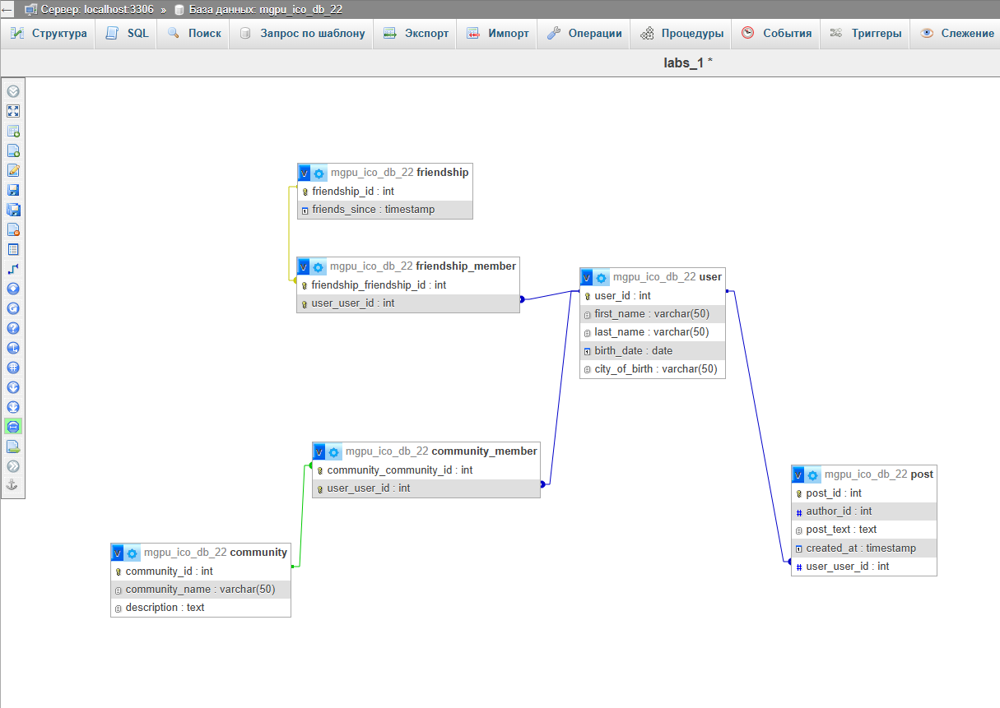 Сервер: localhost:3306 » База данных: mgpu_ico_db_22
Структура SQL Поиск Запрос по шаблону Экспорт Импорт Операции Процедуры События Триггеры Слежение
labs_1 *
mgpu_ico_db_22 friendship
friendship_id : int
friends_since : timestamp
mgpu_ico_db_22 friendship_member
friendship_friendship_id : int
user_user_id : int
mgpu_ico_db_22 user
user_id : int
first_name : varchar(50)
last_name : varchar(50)
birth_date : date
city_of_birth : varchar(50)
mgpu_ico_db_22 community_member
community_community_id : int
user_user_id : int
mgpu_ico_db_22 post
post_id : int
author_id : int
post_text : text
created_at : timestamp
user_user_id : int
mgpu_ico_db_22 community
community_id : int
community_name : varchar(50)
description : text